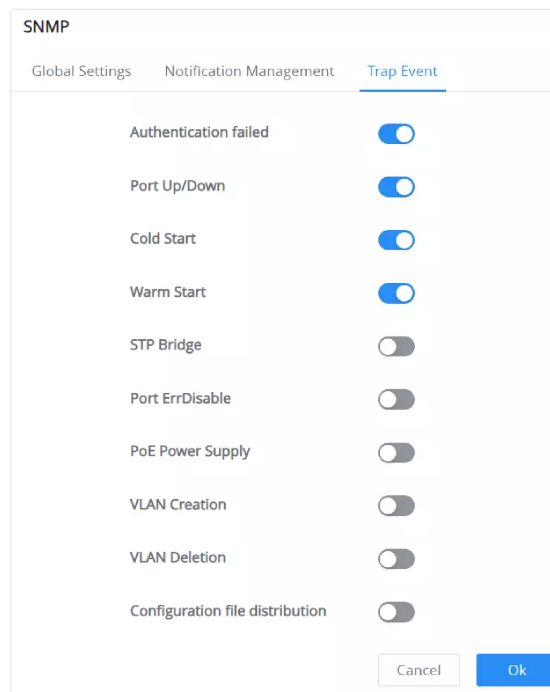 SNMP
Global Settings Notification Management Trap Event
Authentication failed
Port Up/Down
Cold Start
Warm Start
STP Bridge
Port ErrDisable
PoE Power Supply
VLAN Creation
VLAN Deletion
Configuration file distribution
Cancel Ok